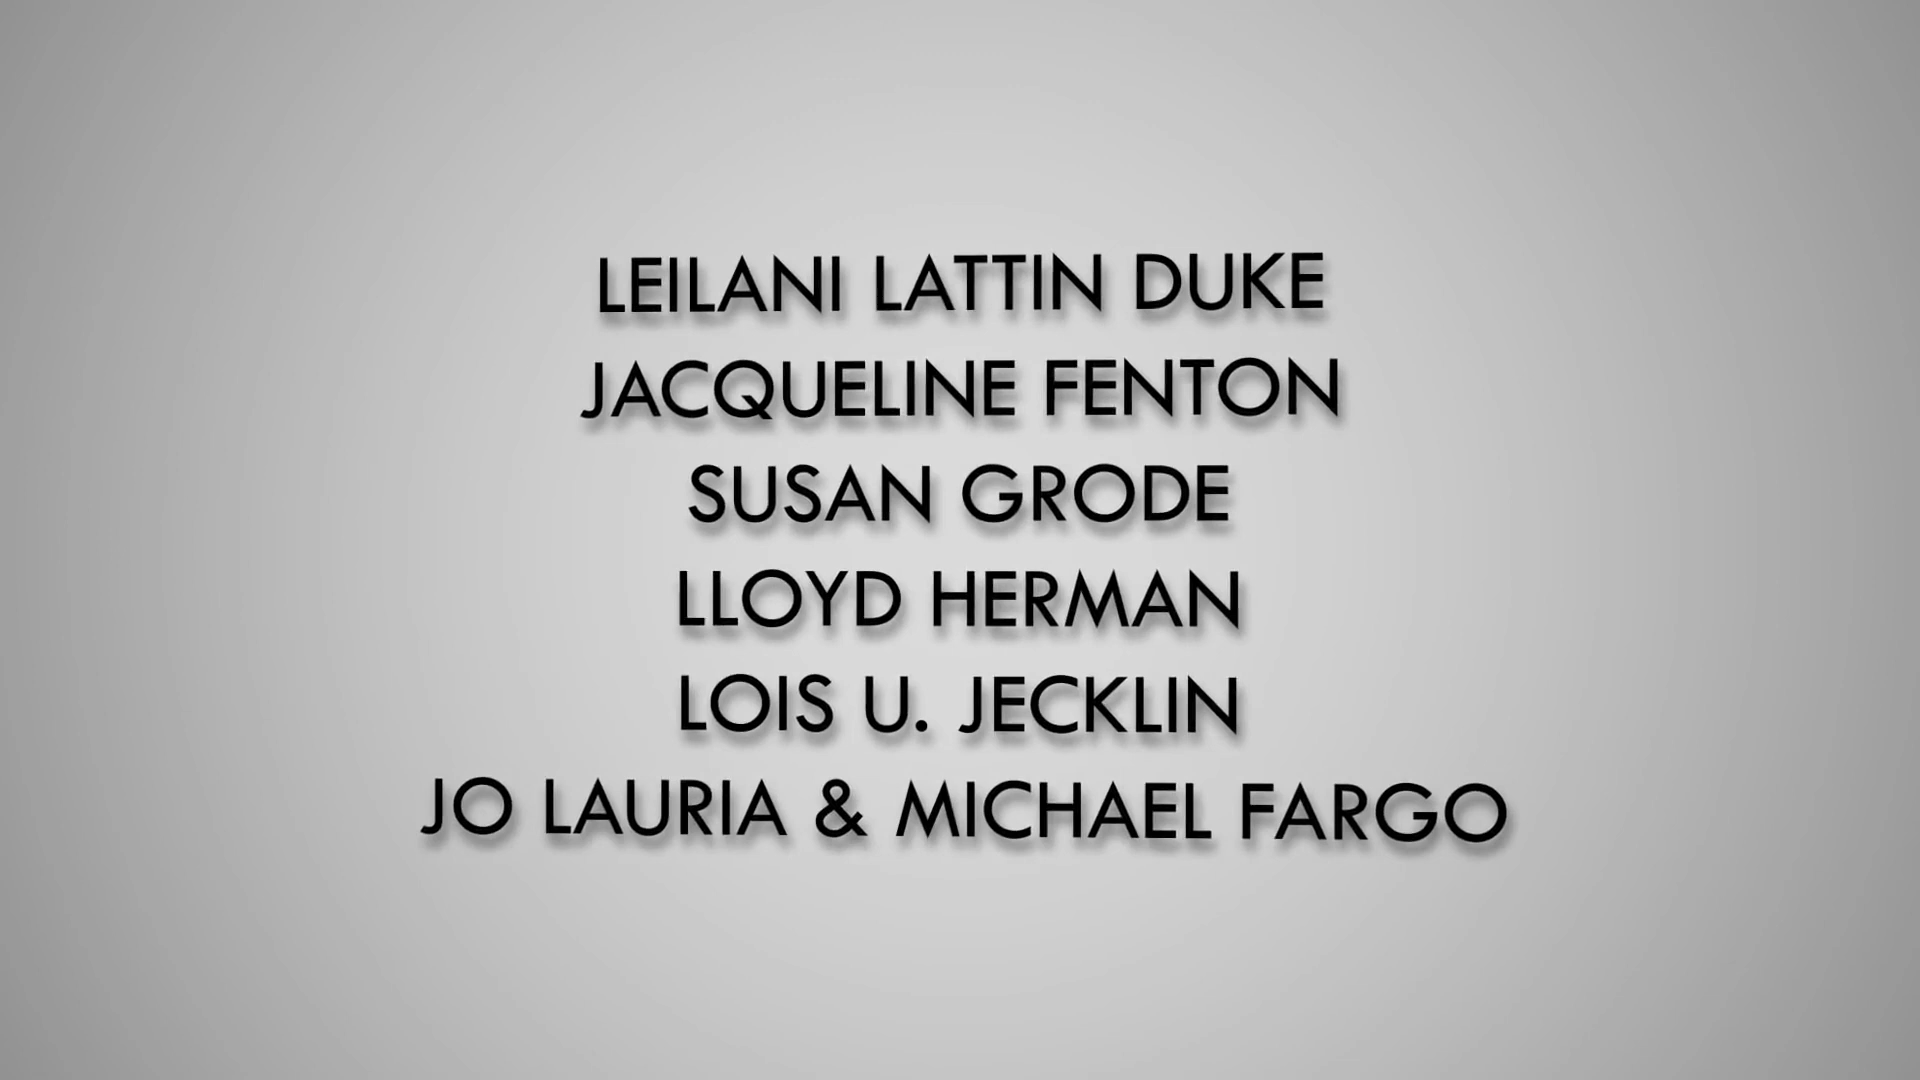 LEILANI LATTIN DUKE
JACQUELINE FENTON
SUSAN GRODE
LLOYD HERMAN
LOIS U. JECKLIN
JO LAURIA & MICHAEL FARGO